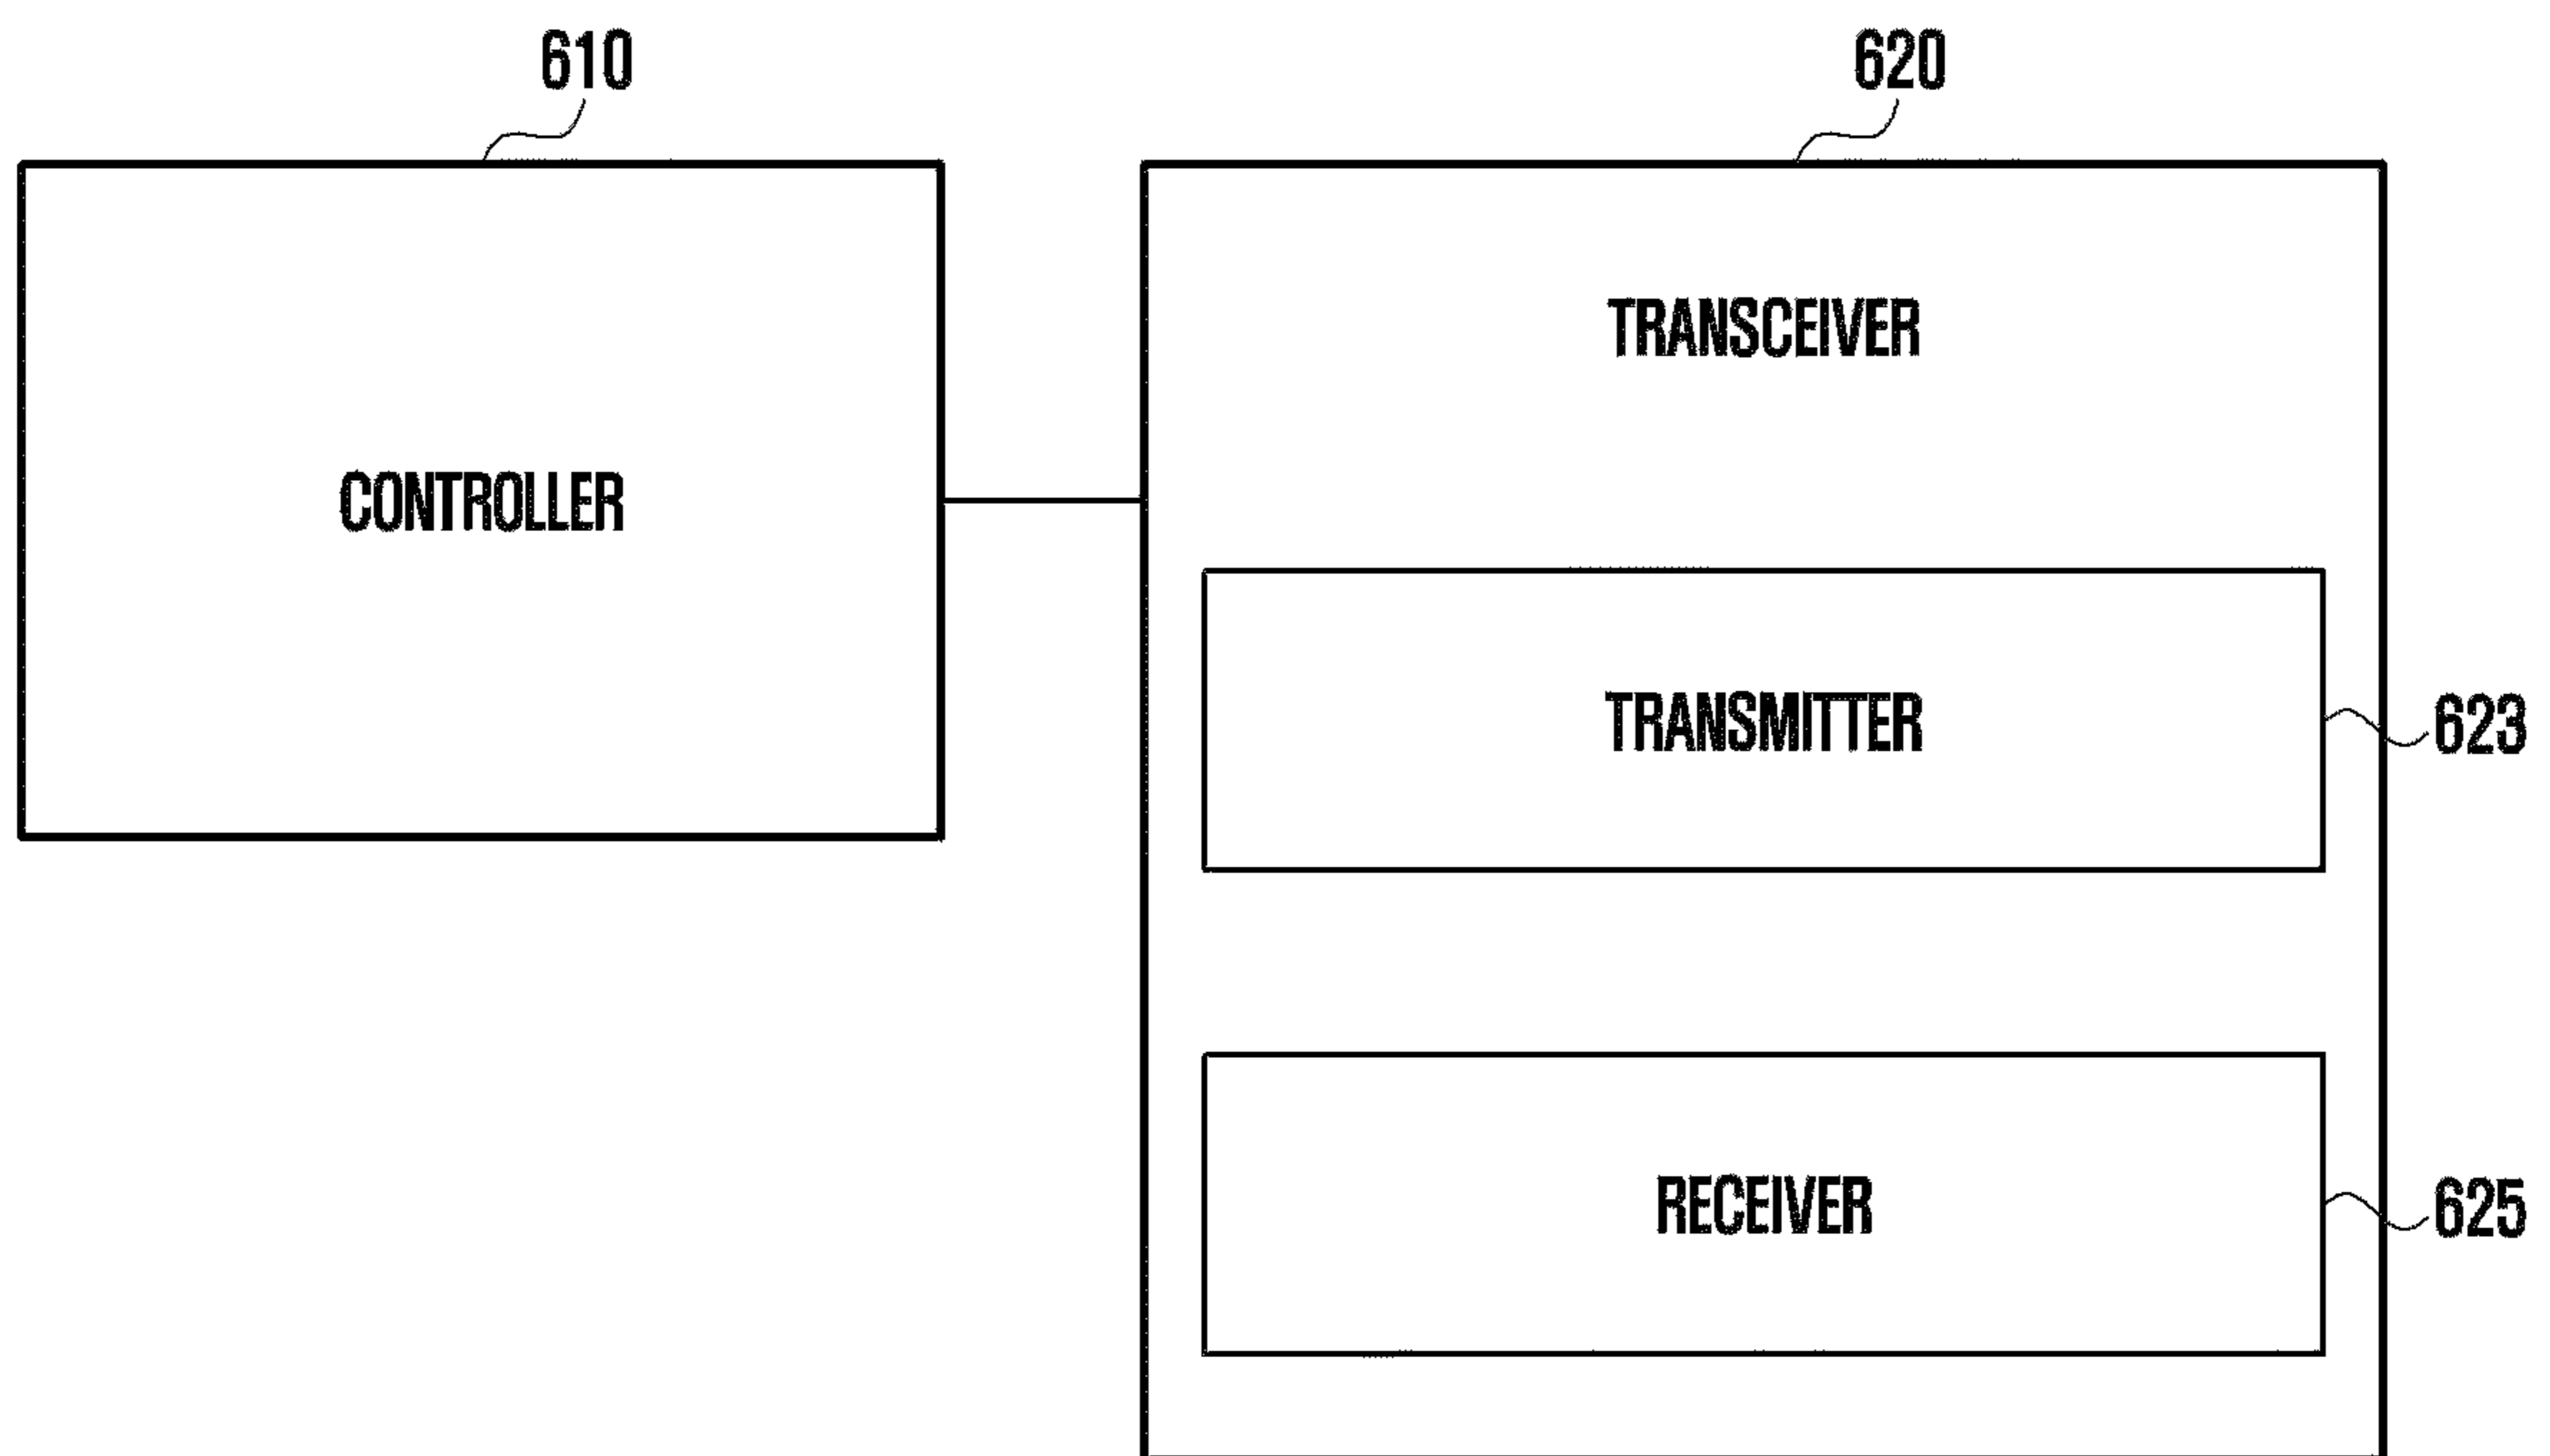 610
620
TRANSCEIVER
CONTROLLER
TRANSMITTER
623
RECEIVER
625